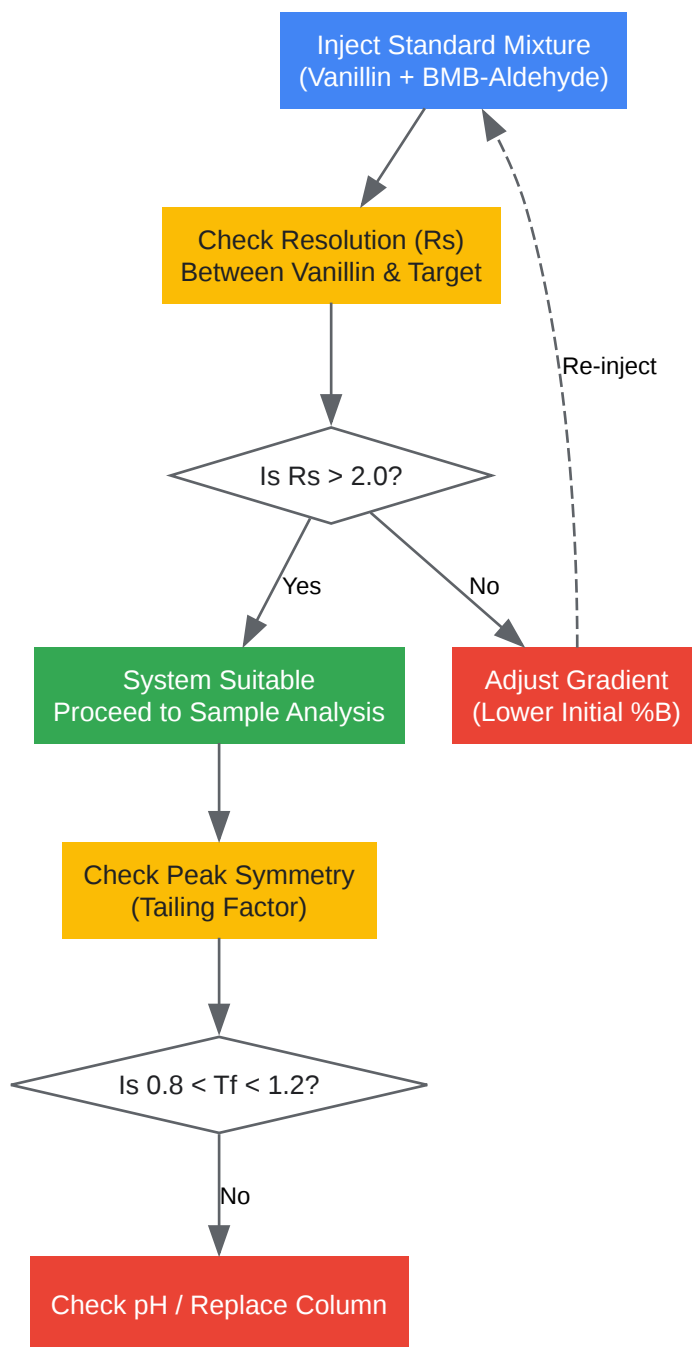 Inject Standard Mixture
(Vanillin + BMB-Aldehyde)
Check Resolution (Rs)
Between Vanillin & Target
Re-inject
Is Rs > 2.0?
Yes
No
System Suitable
Proceed to Sample Analysis
Adjust Gradient
(Lower Initial %B)
Check Peak Symmetry
(Tailing Factor)
Is 0.8 < Tf < 1.2?
No
Check pH / Replace Column